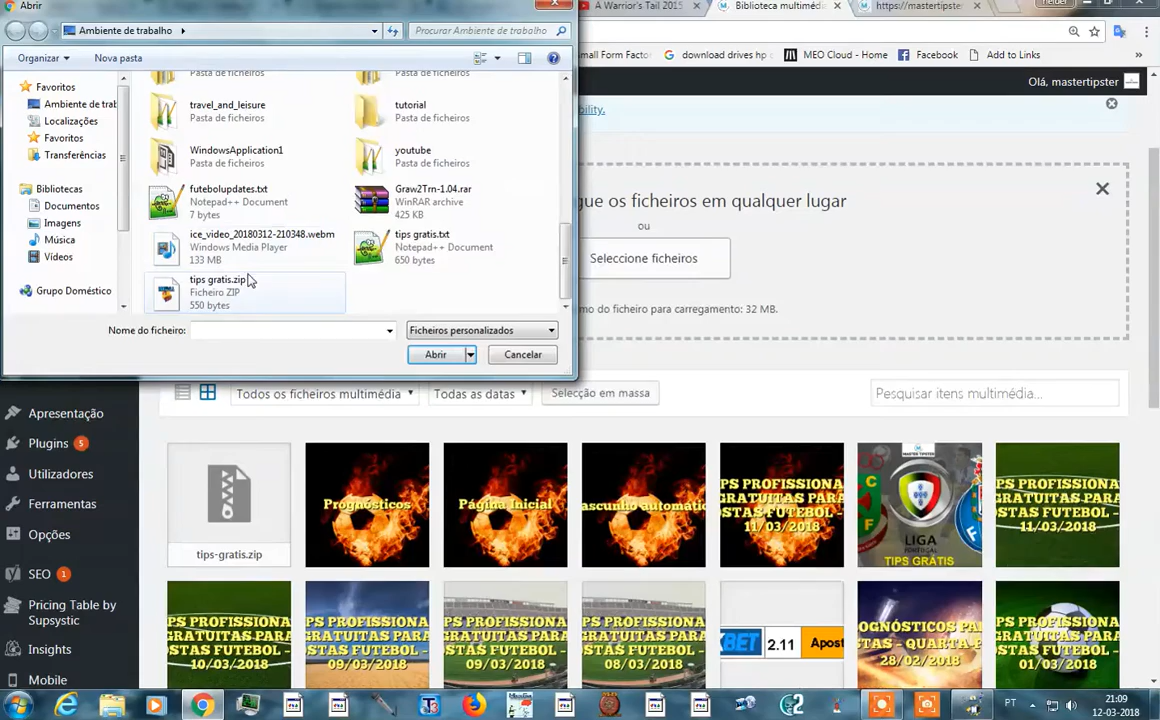 Abrir
Ambiente de trabalho
Procurar Ambiente de trabalho
Organizar
Nova pasta
Favoritos
Ambiente de trab
Localizações
Favoritos
Transferências
Bibliotecas
Documentos
Imagens
Música
Vídeos
Grupo Doméstico
Pasta de ficheiros
Pasta de ficheiros
travel_and_leisure
Pasta de ficheiros
tutorial
Pasta de ficheiros
WindowsApplication1
Pasta de ficheiros
youtube
Pasta de ficheiros
futebolupdates.txt
Notepad++ Document
7 bytes
Graw2Trn-1.04.rar
WinRAR archive
425 KB
ice_video_20180312-210348.webm
Windows Media Player
133 MB
tips gratis.txt
Notepad++ Document
650 bytes
tips gratis.zip
Ficheiro ZIP
550 bytes
Nome do ficheiro:
Ficheiros personalizados
Abrir
Cancelar
A Warrior's Tail 2015
Biblioteca multimédi
https://mastertipste
helder
mall Form Factor
download drives hp
MEO Cloud - Home
Facebook
Add to Links
»
Olá, mastertipster
bility.
gue os ficheiros em qualquer lugar
ou
Seleccione ficheiros
mo do ficheiro para carregamento: 32 MB.
Todos os ficheiros multimédia
Todas as datas
Selecção em massa
Pesquisar itens multimédia...
Apresentação
Plugins 5
Utilizadores
Ferramentas
Opções
SEO 1
Pricing Table by
Supsystic
Insights
Mobile
tips-gratis.zip
Prognósticos
Página Inicial
ascunho automátic
PS PROFISSIONA
GRATUITAS PARA
OSTAS FUTEBOL -
11/03/2018
LIGA
PORTUGAL
TIPS GRÁTIS
PS PROFISSIONA
GRATUITAS PARA
OSTAS FUTEBOL -
11/03/2018
PS PROFISSIONA
GRATUITAS PARA
OSTAS FUTEBOL -
10/03/2018
PS PROFISSIONA
GRATUITAS PARA
OSTAS FUTEBOL -
09/03/2018
PS PROFISSIONA
GRATUITAS PARA
OSTAS FUTEBOL -
09/03/2018
PS PROFISSIONA
GRATUITAS PARA
OSTAS FUTEBOL -
08/03/2018
XBET
2.11
Apost
OGNÓSTICOS PAR
STAS - QUARTA-F
28/02/2018
PS PROFISSIONA
GRATUITAS PARA
OSTAS FUTEBOL -
01/03/2018
PT
21:09
12-03-2018